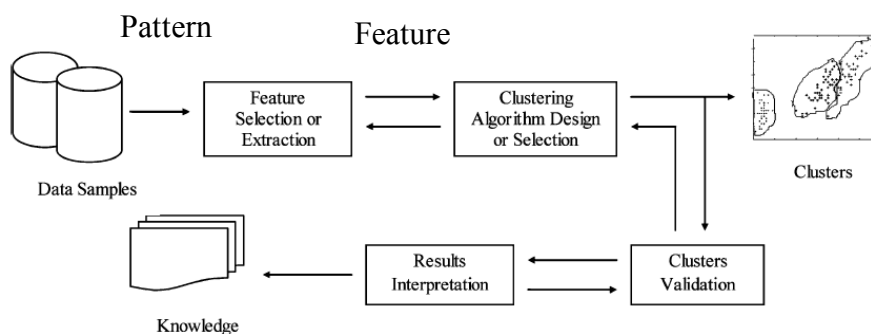 Pattern
Feature
Feature
Selection or
Extraction
Clustering
Algorithm Design
or Selection
Data Samples
Clusters
Results
Interpretation
Clusters
Validation
Knowledge